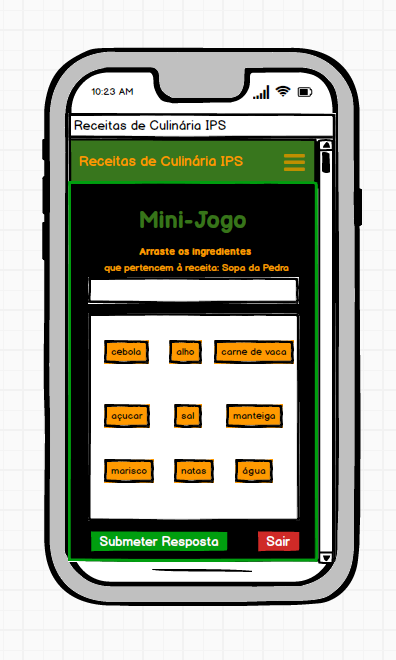 10:23 AM
Receitas de Culinária IPS
Receitas de Culinária IPS
Mini-Jogo
Arraste os ingredientes
que pertencem à receita: Sopa da Pedra
cebola alho carne de vaca
açucar sal manteiga
marisco natas água
Submeter Resposta Sair